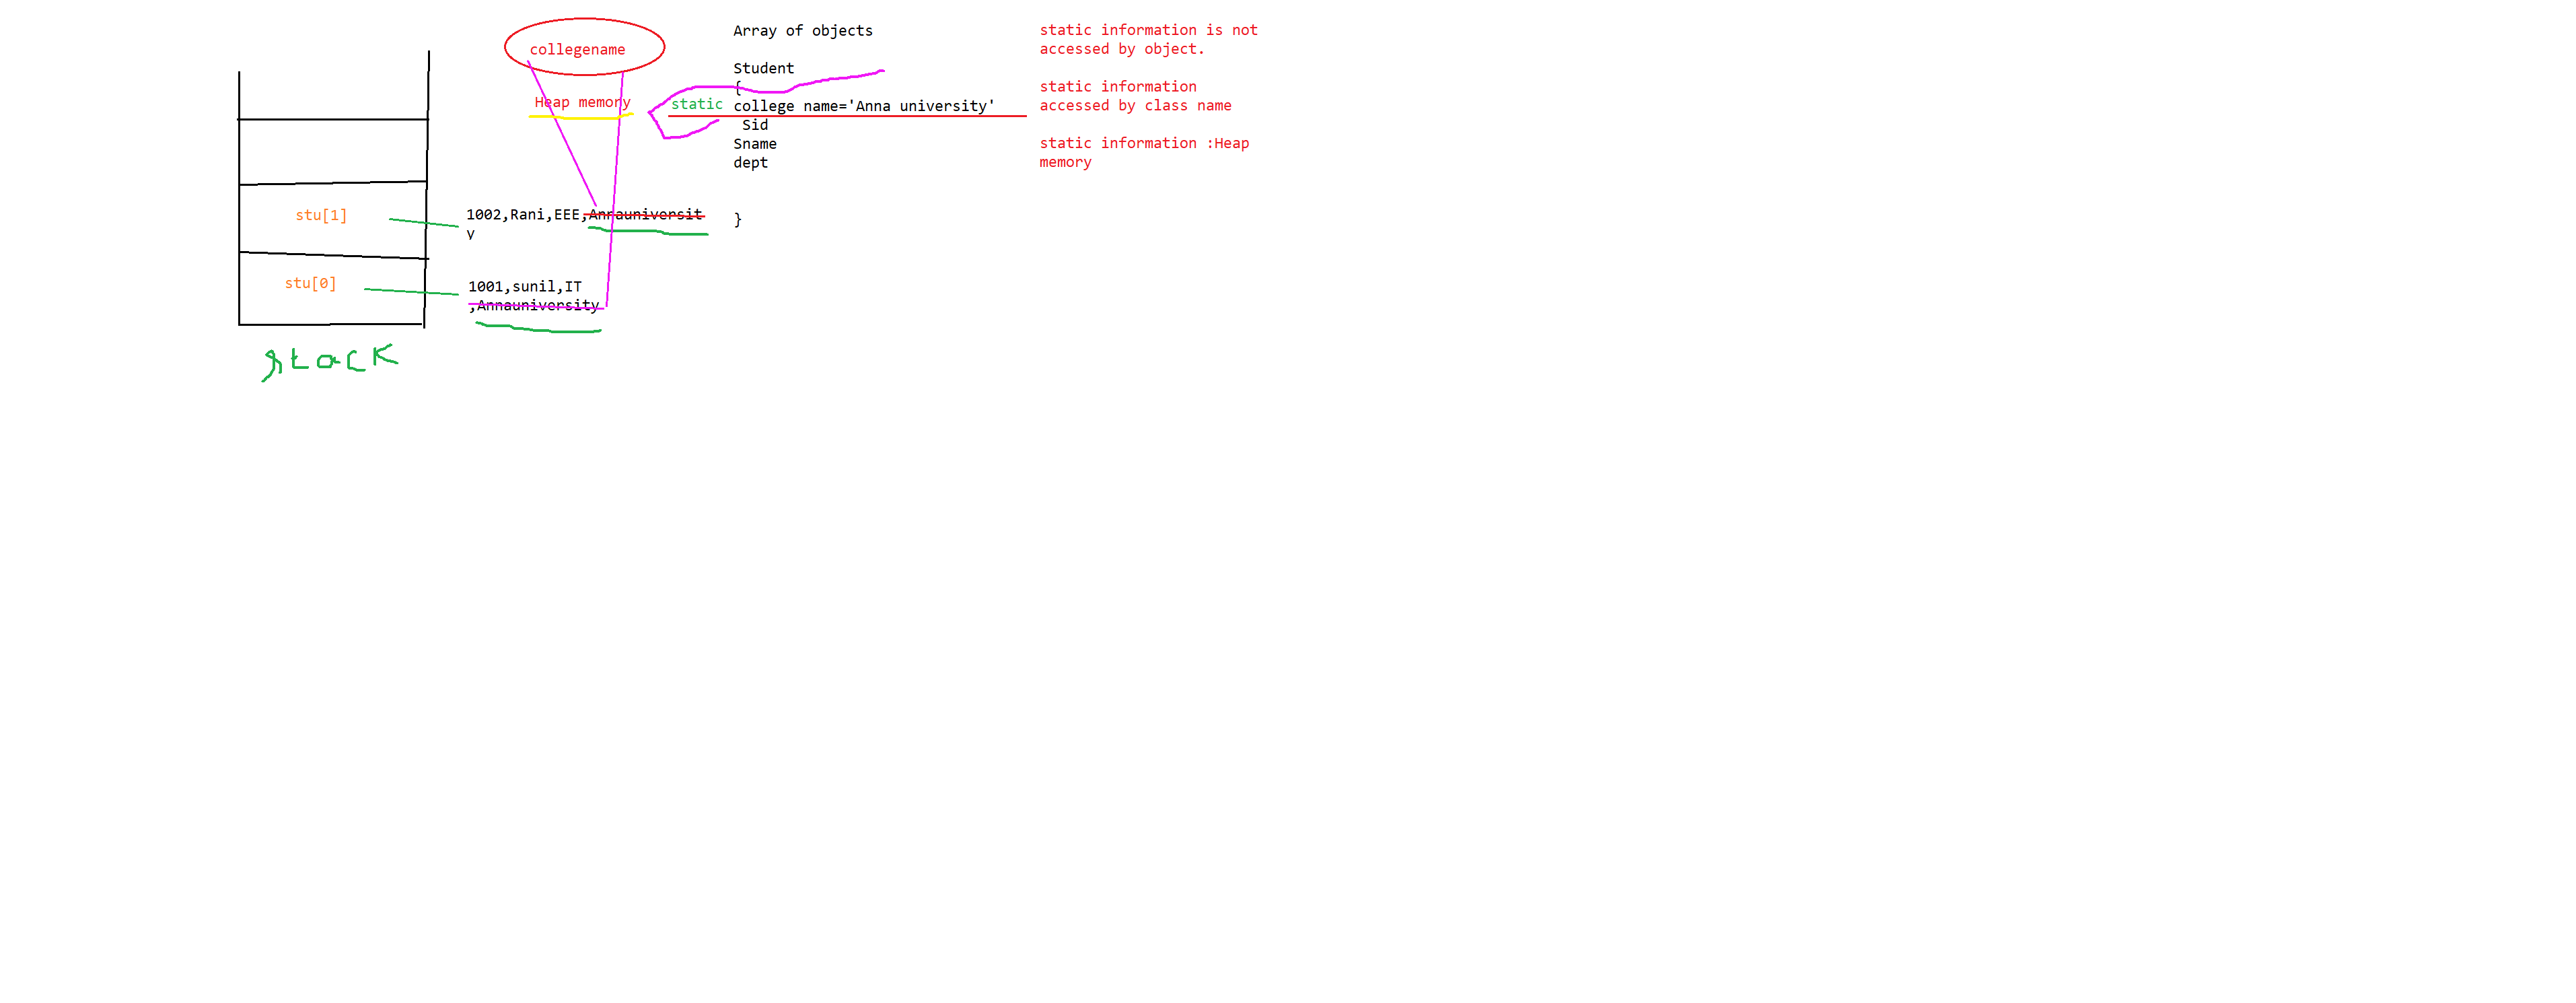 collegename
Heap memory
Array of objects
Student
{
static college name='Anna university'
Sid
Sname
dept
}
static information is not
accessed by object.
static information
accessed by class name
static information :Heap
memory
stu[1]
1002,Rani,EEE,Annauniversit
y
stu[0]
1001,sunil,IT
,Annauniversity
stack